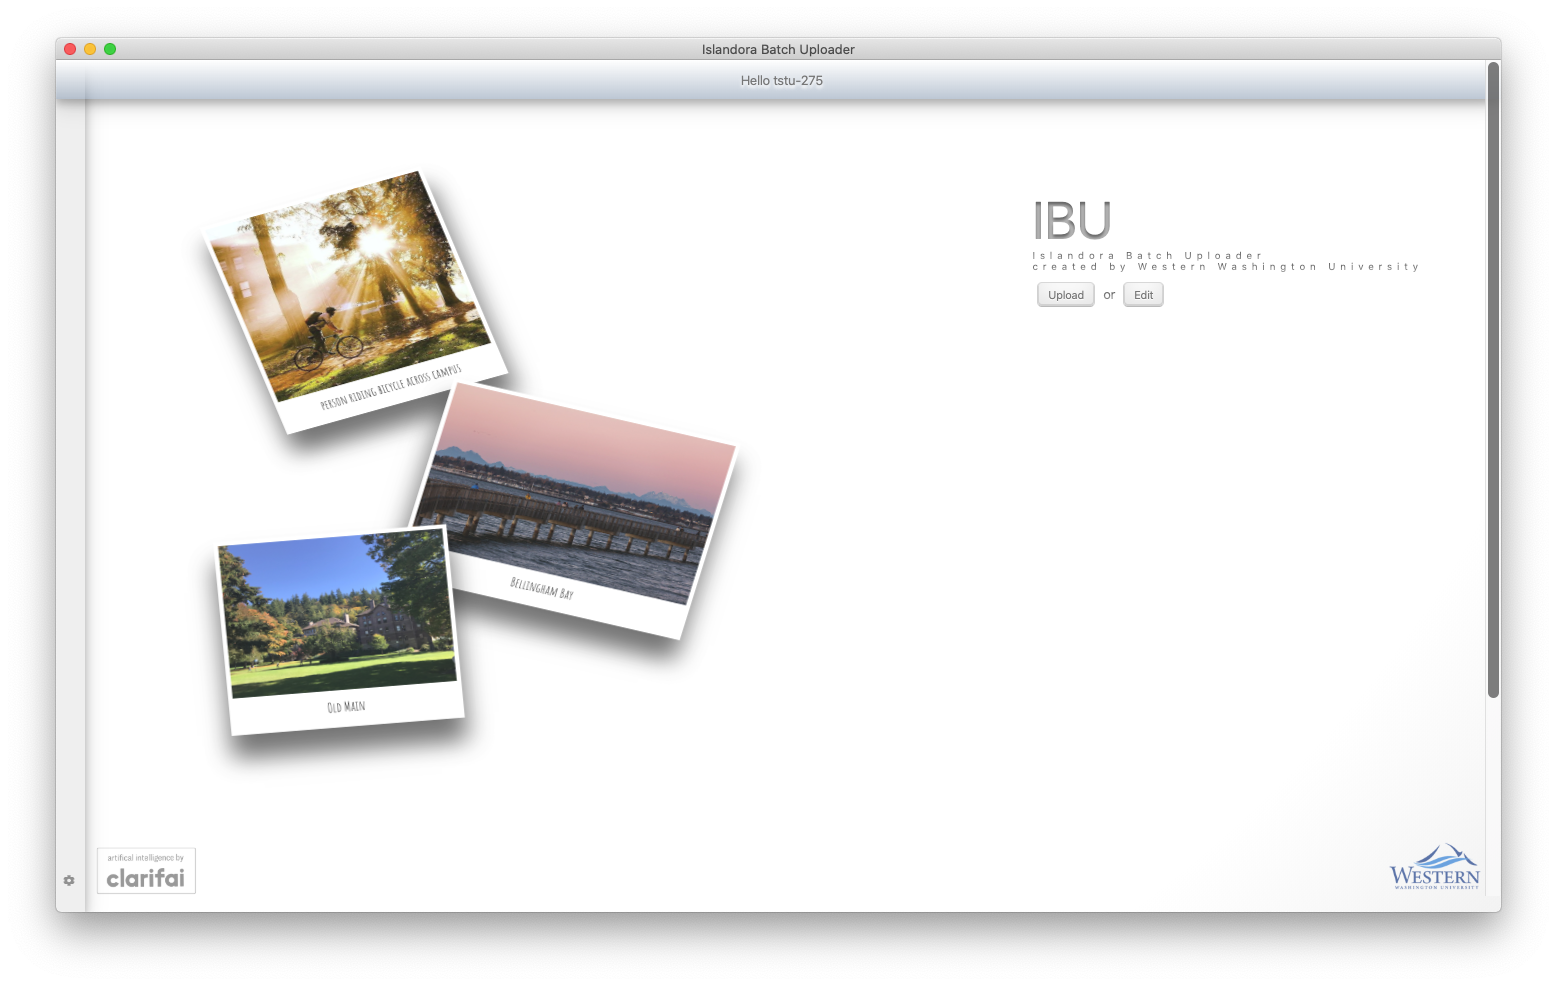 Islandora Batch Uploader
Hello tstu-275
IBU
Islandora Batch Uploader
created by Western Washington University
Upload or Edit
PERSON RIDING BICYCLE ACROSS CAMPUS
BELLINGHAM BAY
OLD MAIN
artifical intelligence by
clarifai
WESTERN
WASHINGTON UNIVERSITY